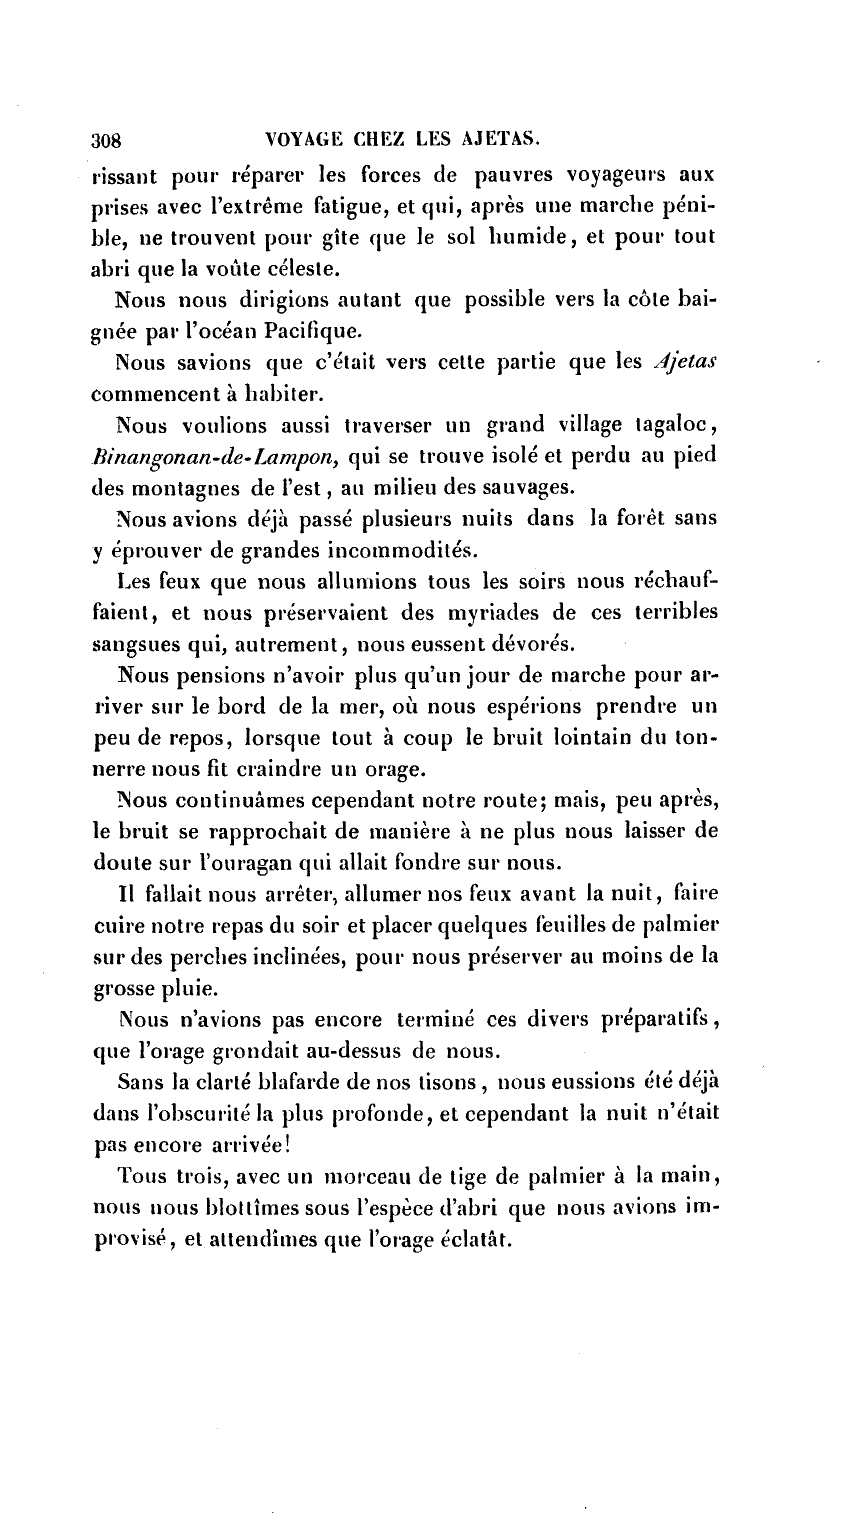 308 VOYAGE CHEZ LES AJETAS.
rissant pour réparer les forces de pauvres voyageurs aux
prises avec l'extrême fatigue, et qui, après une marche péni-
ble, ne trouvent pour gîte que le sol humide, et pour tout
abri que la voûte céleste.
Nous nous dirigions autant que possible vers la côte bai-
gnée par l'océan Pacifique.
Nous savions que c'était vers cette partie que les Ajetas
commencent à habiter.
Nous voulions aussi traverser un grand village tagaloc,
Binangonan-de-Lampon, qui se trouve isolé et perdu au pied
des montagnes de l'est, au milieu des sauvages.
Nous avions déjà passé plusieurs nuits dans la forêt sans
y éprouver de grandes incommodités.
Les feux que nous allumions tous les soirs nous réchauf-
faient, et nous préservaient des myriades de ces terribles
sangsues qui, autrement, nous eussent dévorés.
Nous pensions n'avoir plus qu'un jour de marche pour ar-
river sur le bord de la mer, où nous espérions prendre un
peu de repos, lorsque tout à coup le bruit lointain du ton-
nerre nous fit craindre un orage.
Nous continuâmes cependant notre route; mais, peu après,
le bruit se rapprochait de manière à ne plus nous laisser de
doute sur l'ouragan qui allait fondre sur nous.
Il fallait nous arrêter, allumer nos feux avant la nuit, faire
cuire notre repas du soir et placer quelques feuilles de palmier
sur des perches inclinées, pour nous préserver au moins de la
grosse pluie.
Nous n'avions pas encore terminé ces divers préparatifs,
que l'orage grondait au-dessus de nous.
Sans la clarté blafarde de nos tisons, nous eussions été déjà
dans l'obscurité la plus profonde, et cependant la nuit n'était
pas encore arrivée!
Tous trois, avec un morceau de tige de palmier à la main,
nous nous blottîmes sous l'espèce d'abri que nous avions im-
provisé, et attendîmes que l'orage éclatât.